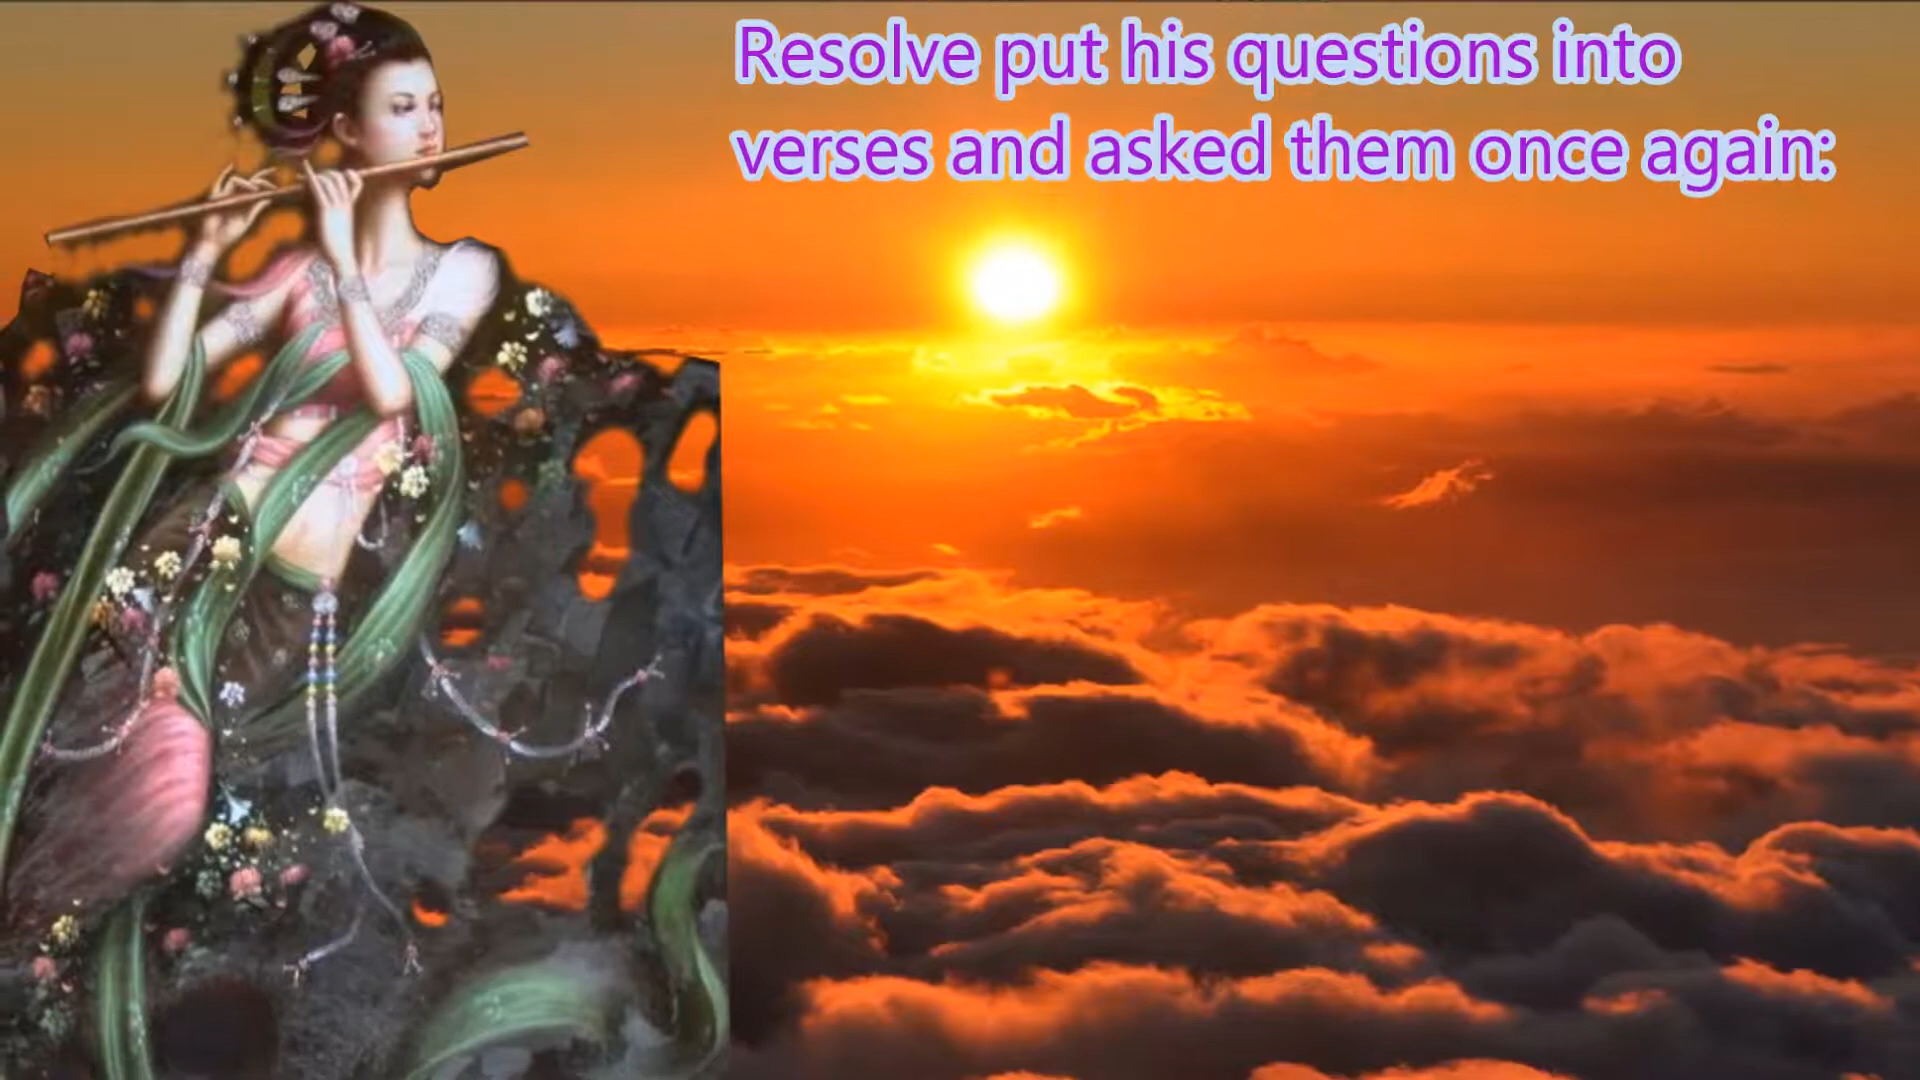 Resolve put his questions into
verses and asked them once again: